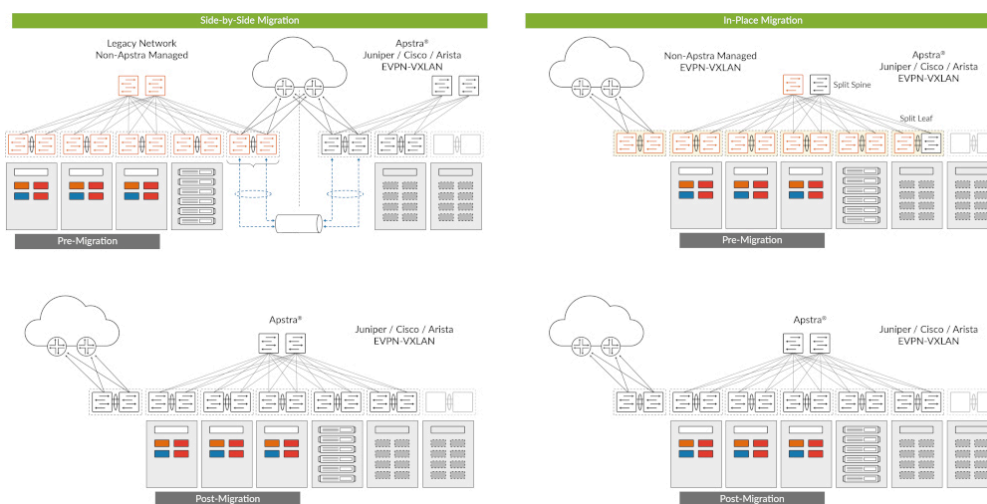 Side-by-Side Migration
Legacy Network
Non-Apstra Managed
Apstra®
Juniper / Cisco / Arista
EVPN-VXLAN
Pre-Migration
In-Place Migration
Non-Apstra Managed
EVPN-VXLAN
Apstra®
Juniper / Cisco / Arista
EVPN-VXLAN
Split Spine
Split Leaf
Pre-Migration
Apstra®
Juniper / Cisco / Arista
EVPN-VXLAN
Post-Migration
Apstra®
Juniper / Cisco / Arista
EVPN-VXLAN
Post-Migration